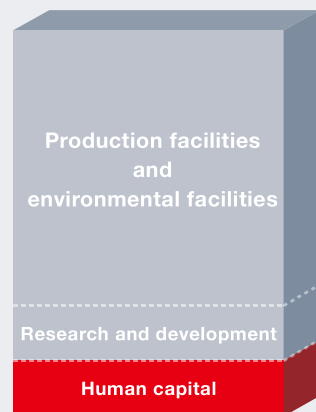 Production facilities
and
environmental facilities
Research and development
Human capital